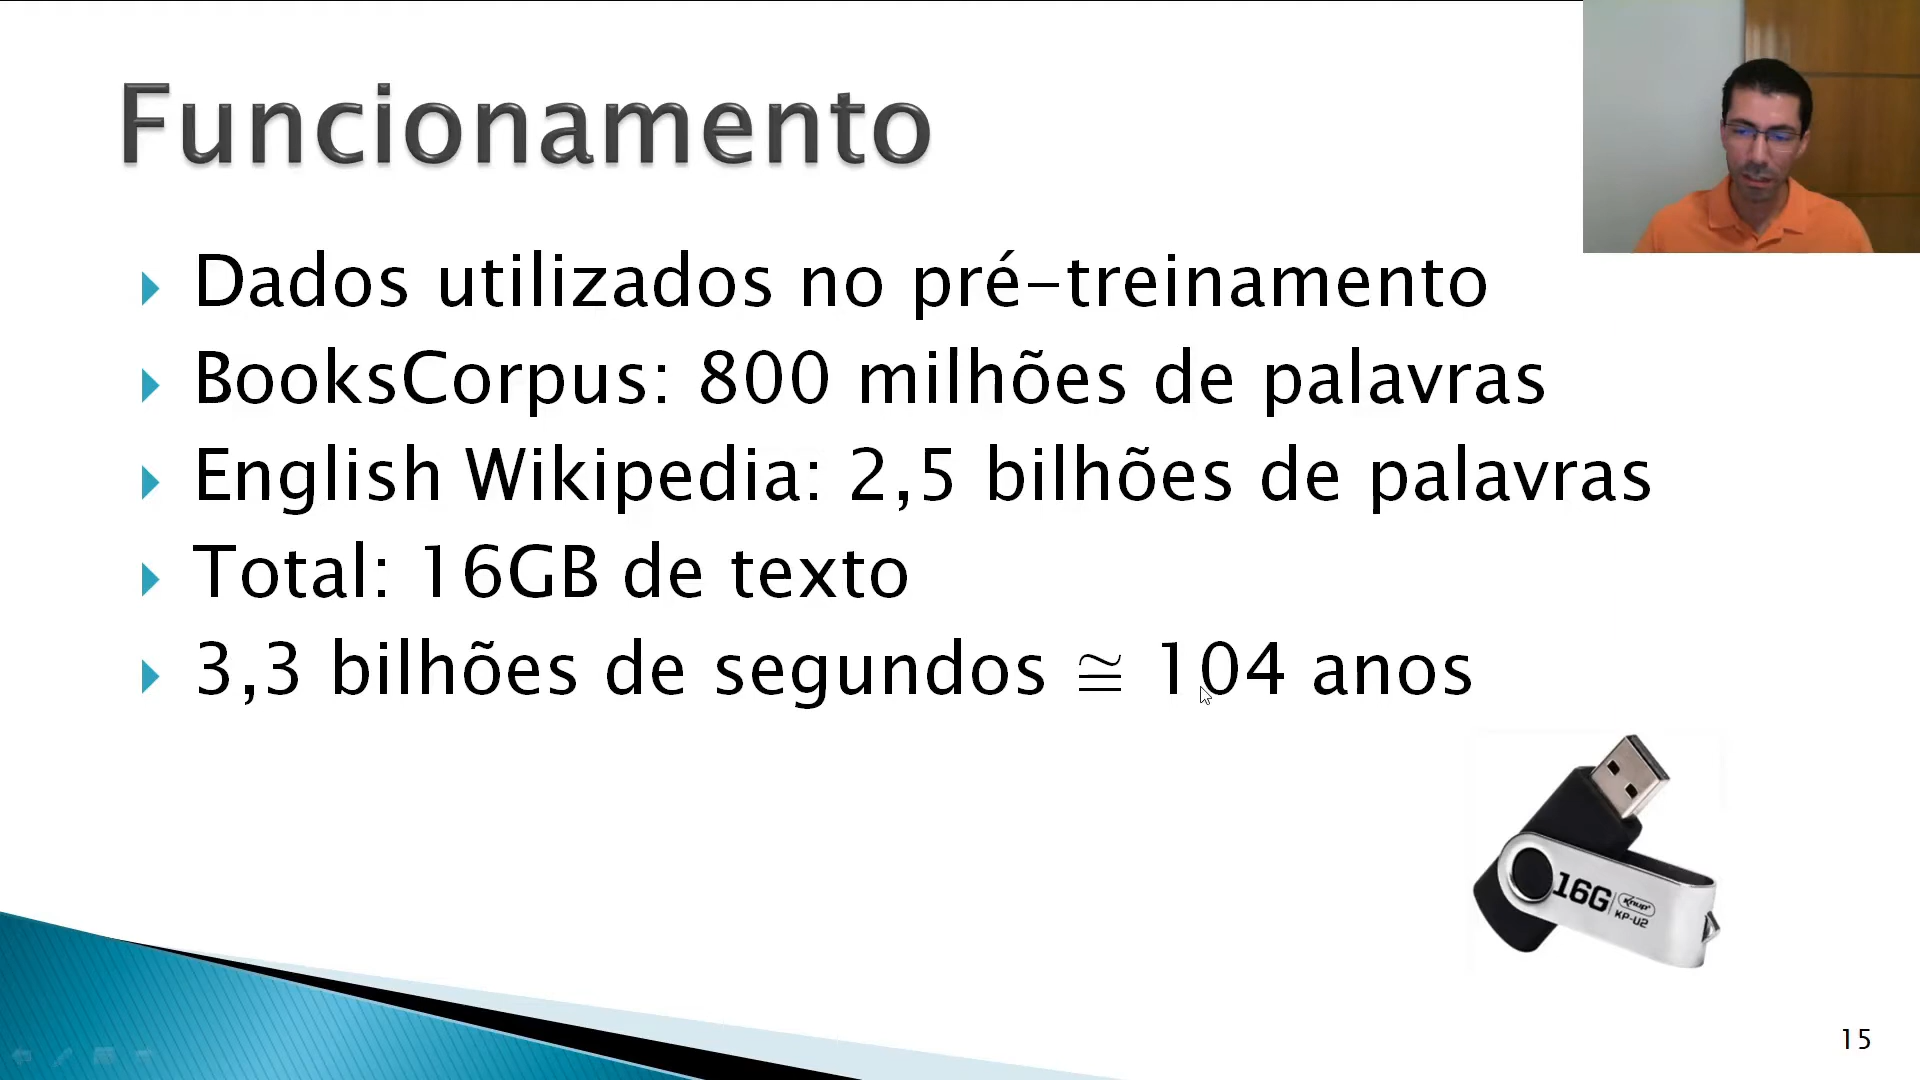 Funcionamento
Dados utilizados no pré-treinamento
BooksCorpus: 800 milhões de palavras
English Wikipedia: 2,5 bilhões de palavras
Total: 16GB de texto
3,3 bilhões de segundos ≅ 104 anos
16G Knup
KP-U2
15